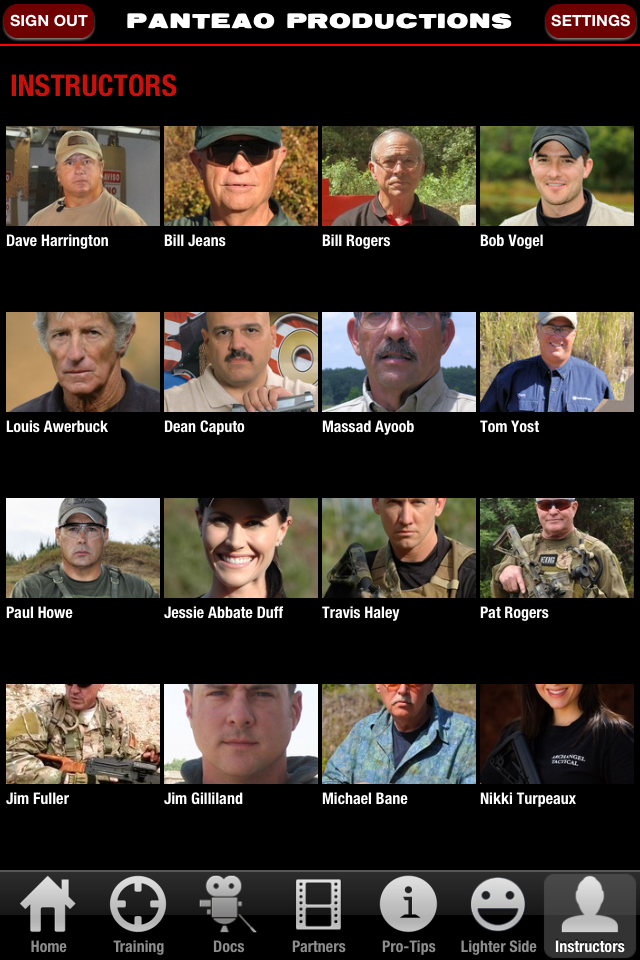 SIGN OUT
PANTEAO PRODUCTIONS
SETTINGS
INSTRUCTORS
Dave Harrington
Bill Jeans
Bill Rogers
Bob Vogel
Louis Awerbuck
Dean Caputo
Massad Ayoob
Tom Yost
Paul Howe
Jessie Abbate Duff
Travis Haley
Pat Rogers
ARCHANGEL
TACTICAL
Jim Fuller
Jim Gilliland
Michael Bane
Nikki Turpeaux
Home
Training
Docs
Partners
Pro-Tips
Lighter Side
Instructors